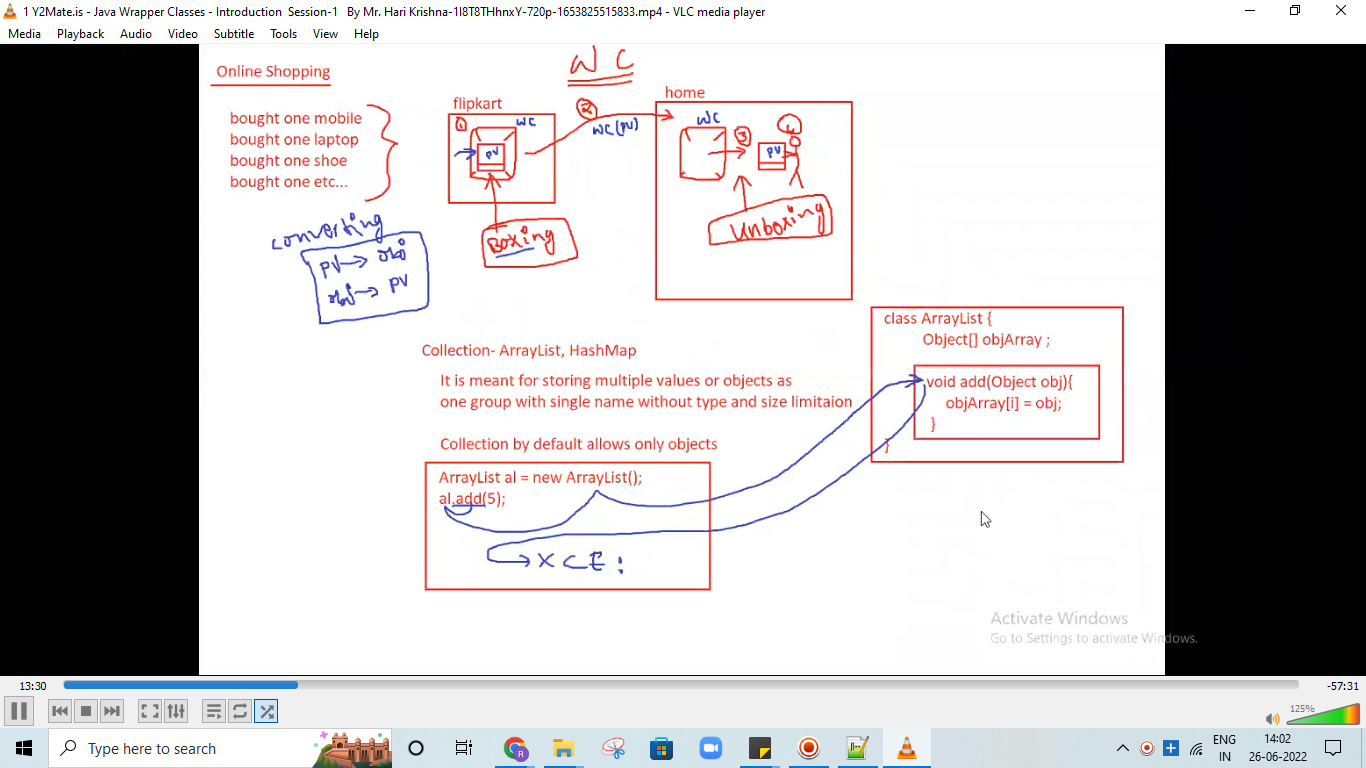 1 Y2Mate.is - Java Wrapper Classes - Introduction Session-1 By Mr. Hari Krishna-1I8T8THhnxY-720p-1653825515833.mp4 - VLC media player
Media Playback Audio Video Subtitle Tools View Help
WC
Online Shopping
bought one mobile
bought one laptop
bought one shoe
bought one etc...
flipkart
1
WC
PV
Boxing
2
WC(PV)
home
WC
3
PV
4
Unboxing
converting
PV → obj
obj → PV
Collection- ArrayList, HashMap
It is meant for storing multiple values or objects as
one group with single name without type and size limitaion
Collection by default allows only objects
ArrayList al = new ArrayList();
al.add(5);
→ X CE :
class ArrayList {
Object[] objArray ;
void add(Object obj){
objArray[i] = obj;
}
}
Activate Windows
Go to Settings to activate Windows.
13:30
-57:31
125%
Type here to search
R
ENG
IN
14:02
26-06-2022